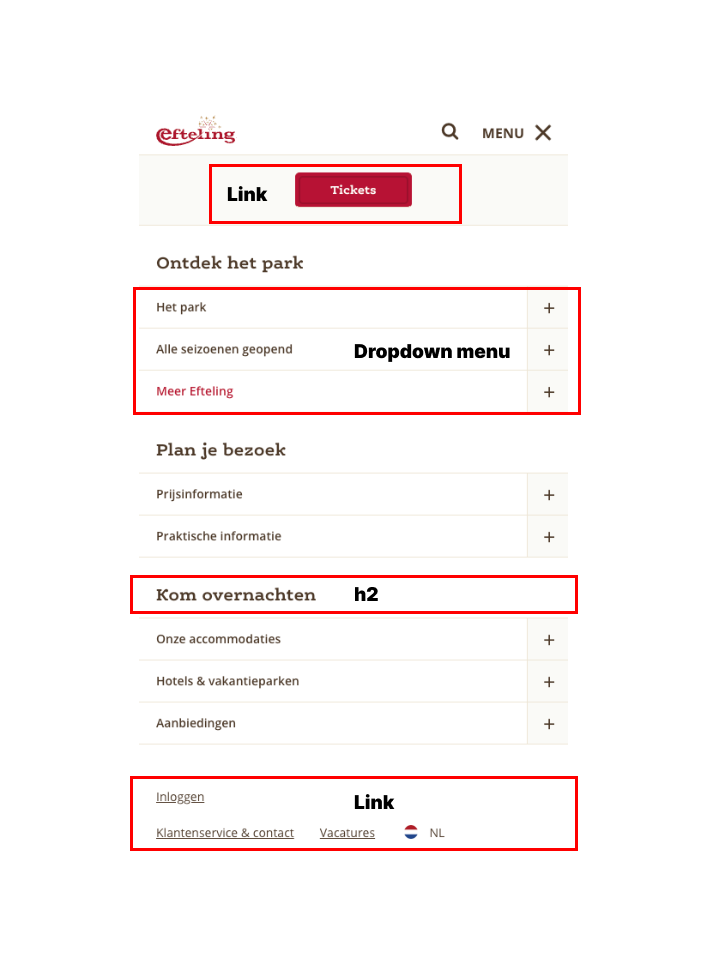 Efteling
MENU
Link
Tickets
Ontdek het park
Het park
+
Alle seizoenen geopend
Dropdown menu
+
Meer Efteling
+
Plan je bezoek
Prijsinformatie
+
Praktische informatie
+
Kom overnachten
h2
Onze accommodaties
+
Hotels & vakantieparken
+
Aanbiedingen
+
Inloggen
Link
Klantenservice & contact
Vacatures
NL